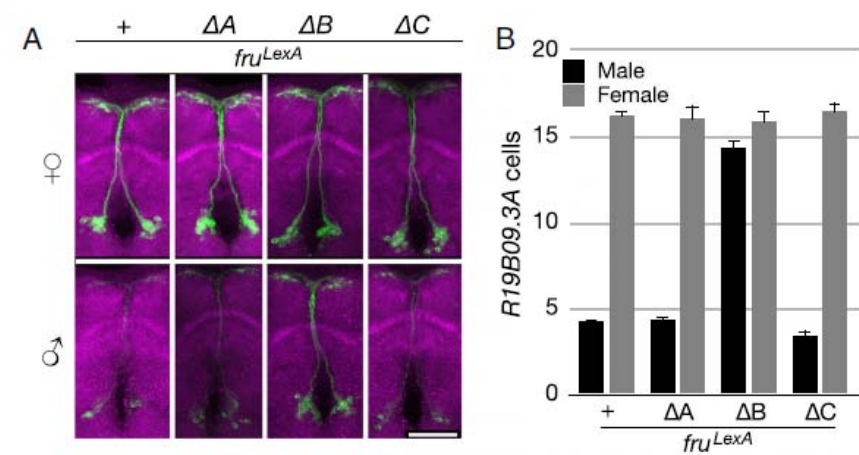 A
+ ΔA ΔB ΔC
fruLexA
♀
♂
B
20
15
10
5
0
Male
Female
R19B09.3A cells
+ ΔA ΔB ΔC
fruLexA